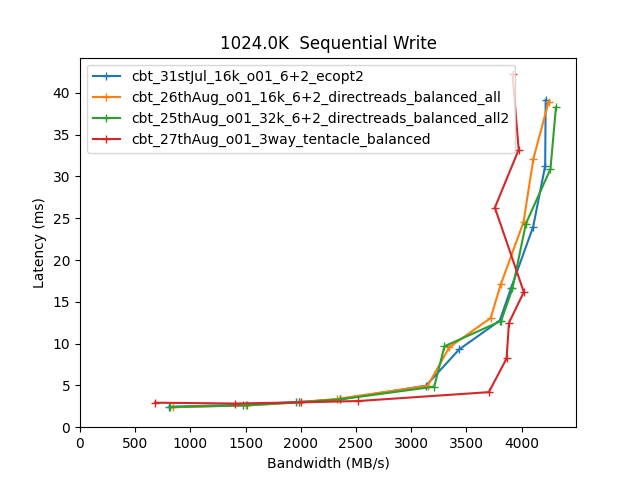 1024.0K  Sequential Write
cbt_31stJul_16k_o01_6+2_ecopt2
cbt_26thAug_o01_16k_6+2_directreads_balanced_all
cbt_25thAug_o01_32k_6+2_directreads_balanced_all2
cbt_27thAug_o01_3way_tentacle_balanced
Latency (ms)
40
35
30
25
20
15
10
5
0
0 500 1000 1500 2000 2500 3000 3500 4000
Bandwidth (MB/s)